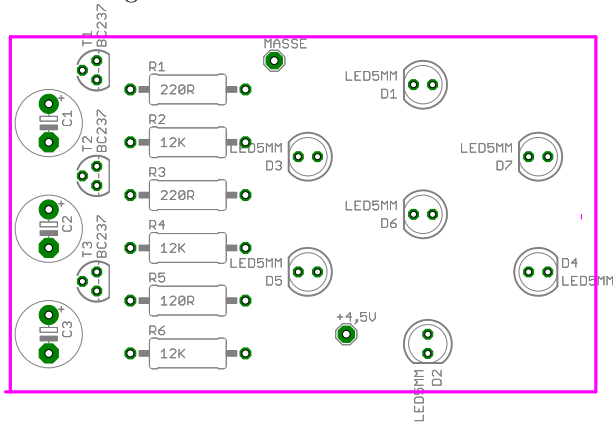 T1
BC237
MASSE
R1
220R
LED5MM
D1
+
C1
R2
12K
T2
BC237
LED5MM
D3
LED5MM
D7
R3
220R
+
C2
LED5MM
D6
R4
12K
T3
BC237
LED5MM
D5
D4
LED5MM
R5
120R
+
C3
+4,5V
R6
12K
LED5MM
D2